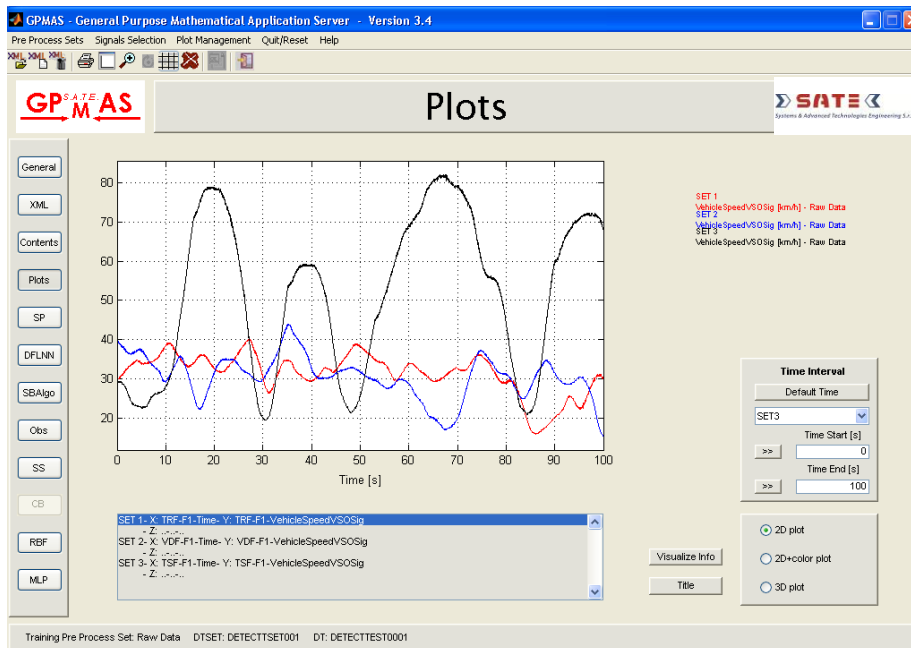 GPMAS - General Purpose Mathematical Application Server - Version 3.4
Pre Process Sets Signals Selection Plot Management Quit/Reset Help
XML XML XML
GP S.A.T.E. M AS
Plots
SATE
Systems & Advanced Technologies Engineering S.r.
General
XML
Contents
Plots
SP
DFLNN
SBAlgo
Obs
SS
CB
RBF
MLP
80
70
60
50
40
30
20
0 10 20 30 40 50 60 70 80 90 100
Time [s]
SET 1
VehicleSpeedVSOSig [km/h] - Raw Data
SET 2
VehicleSpeedVSOSig [km/h] - Raw Data
SET 3
VehicleSpeedVSOSig [km/h] - Raw Data
Time Interval
Default Time
SET3
Time Start [s]
>> 0
Time End [s]
>> 100
SET 1- X: TRF-F1-Time- Y: TRF-F1-VehicleSpeedVSOSig
- Z: ..-..-..
SET 2- X: VDF-F1-Time- Y: VDF-F1-VehicleSpeedVSOSig
- Z: ..-..-..
SET 3- X: TSF-F1-Time- Y: TSF-F1-VehicleSpeedVSOSig
- Z: ..-..-..
Visualize Info
Title
2D plot
2D+color plot
3D plot
Training Pre Process Set: Raw Data DTSET: DETECTTSET001 DT: DETECTTEST0001